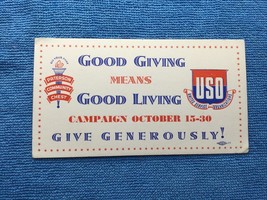 GOOD GIVING
MEANS
GOOD LIVING
PATERSON
COMMUNITY
CHEST
USO
CAMPAIGN OCTOBER 15-30
GIVE GENEROUSLY!